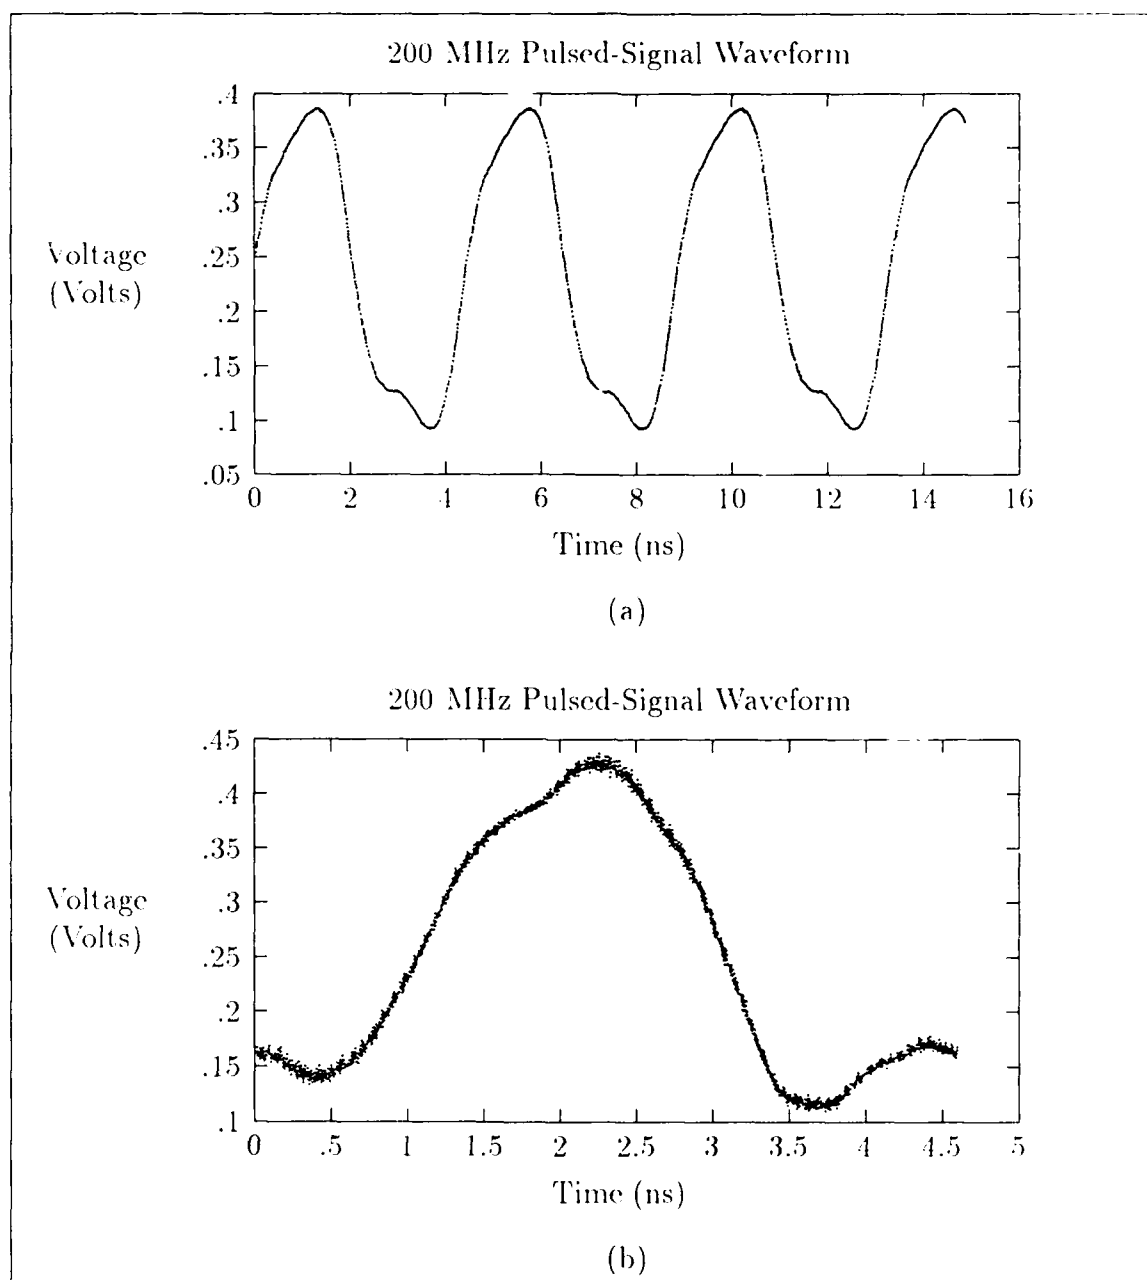 200 MHz Pulsed-Signal Waveform
.4
.35
.3
.25
.2
.15
.1
.05
Voltage
(Volts)
0 2 4 6 8 10 12 14 16
Time (ns)
(a)
200 MHz Pulsed-Signal Waveform
.45
.4
.35
.3
.25
.2
.15
.1
Voltage
(Volts)
0 .5 1 1.5 2 2.5 3 3.5 4 4.5 5
Time (ns)
(b)